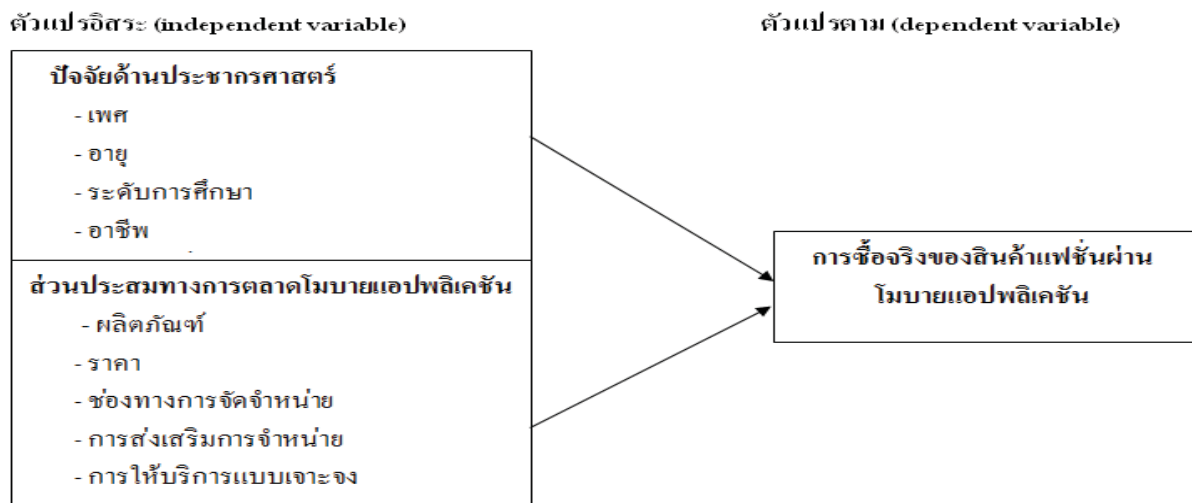 ตัวแปรอิสระ (independent variable)
ตัวแปรตาม (dependent variable)
ปัจจัยด้านประชากรศาสตร์
- เพศ
- อายุ
- ระดับการศึกษา
- อาชีพ
ส่วนประสมทางการตลาดโมบายแอปพลิเคชัน
- ผลิตภัณฑ์
- ราคา
- ช่องทางการจัดจำหน่าย
- การส่งเสริมการจำหน่าย
- การให้บริการแบบเจาะจง
การซื้อจริงของสินค้าแฟชั่นผ่าน
โมบายแอปพลิเคชัน